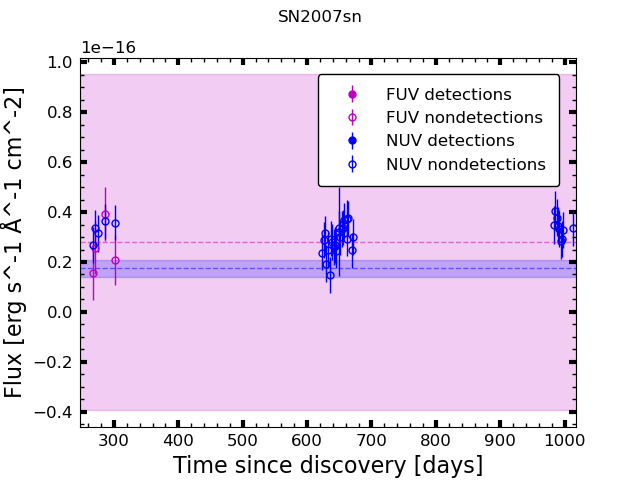 SN2007sn
1e−16
1.0
0.8
0.6
0.4
0.2
0.0
−0.2
−0.4
Flux [erg s^-1 Å^-1 cm^-2]
FUV detections
FUV nondetections
NUV detections
NUV nondetections
300 400 500 600 700 800 900 1000
Time since discovery [days]